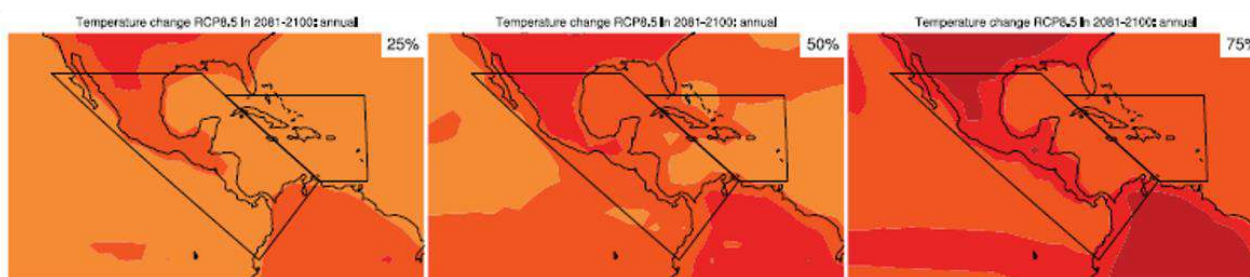 Temperature change RCP8.5 in 2081-2100: annual
25%
Temperature change RCP8.5 in 2081-2100: annual
50%
Temperature change RCP8.5 in 2081-2100: annual
75%